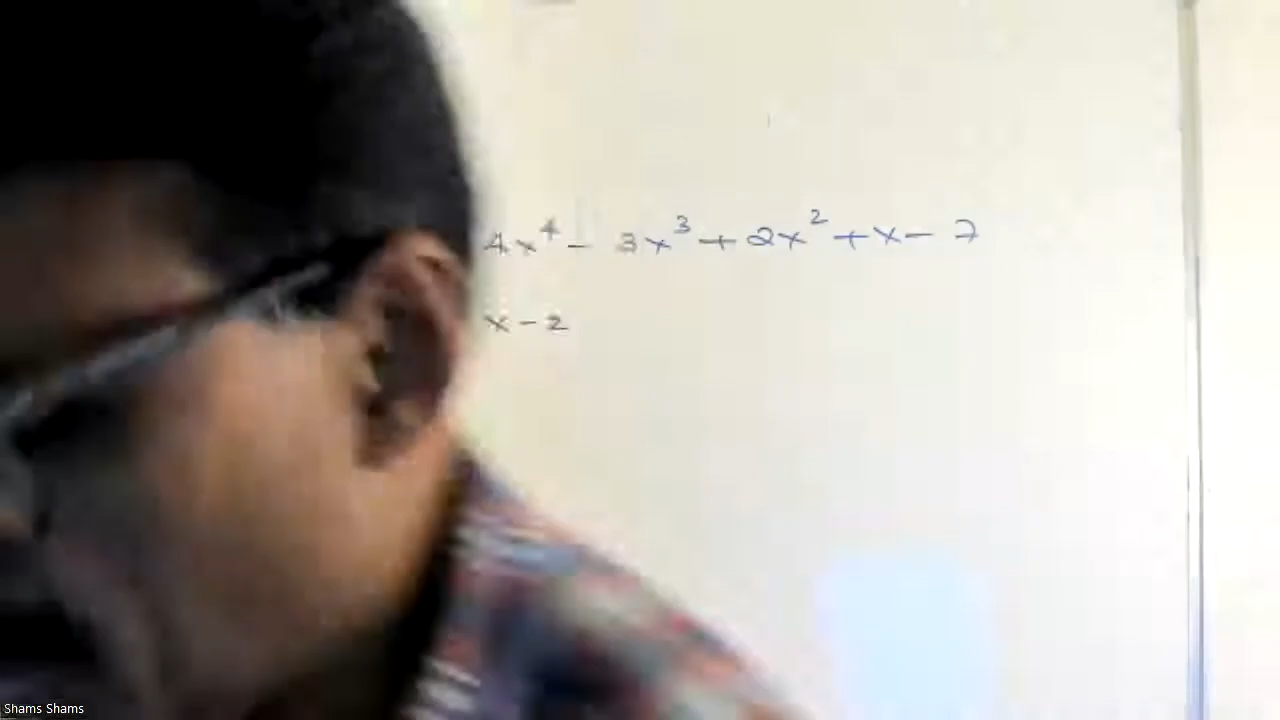 4x⁴ - 3x³ + 2x² + x - 7
x - 2
Shams Shams